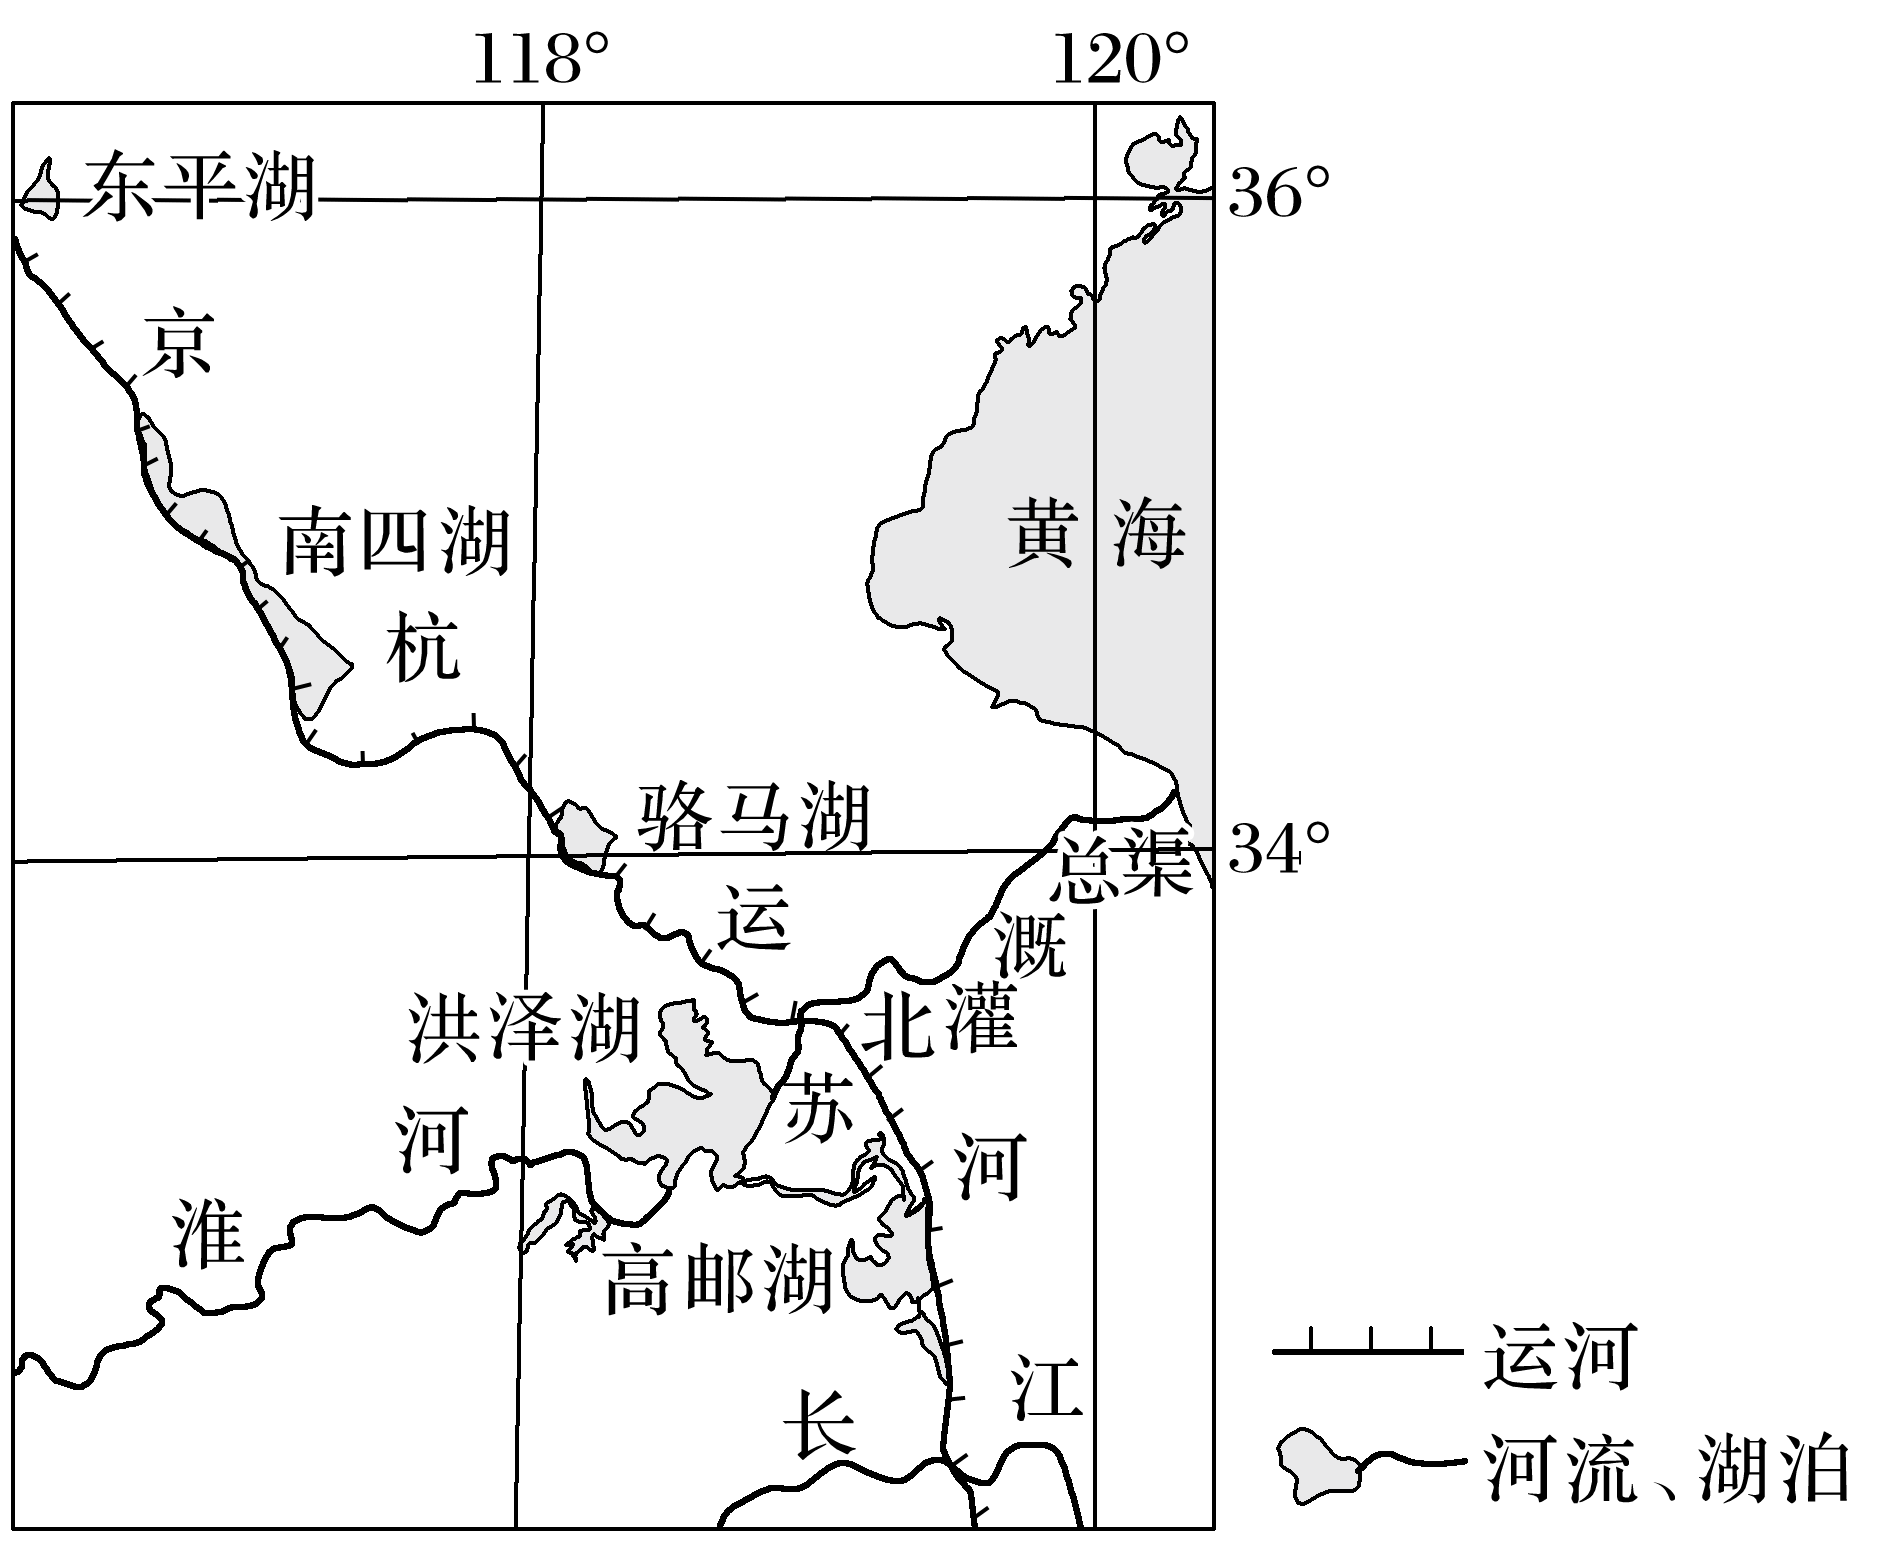 118°
120°
东平湖
36°
京
南四湖
黄海
杭
骆马湖
34°
总渠
运
溉
洪泽湖
北灌
苏
河
河
淮
高邮湖
江
长
运河
河流、湖泊